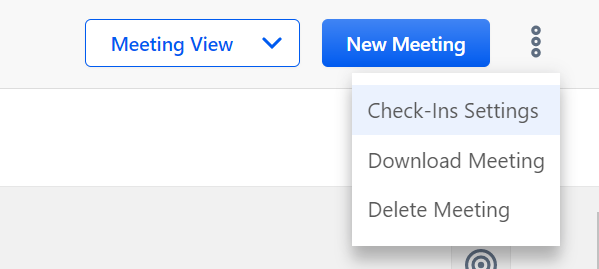 Meeting View
New Meeting
Check-Ins Settings
Download Meeting
Delete Meeting